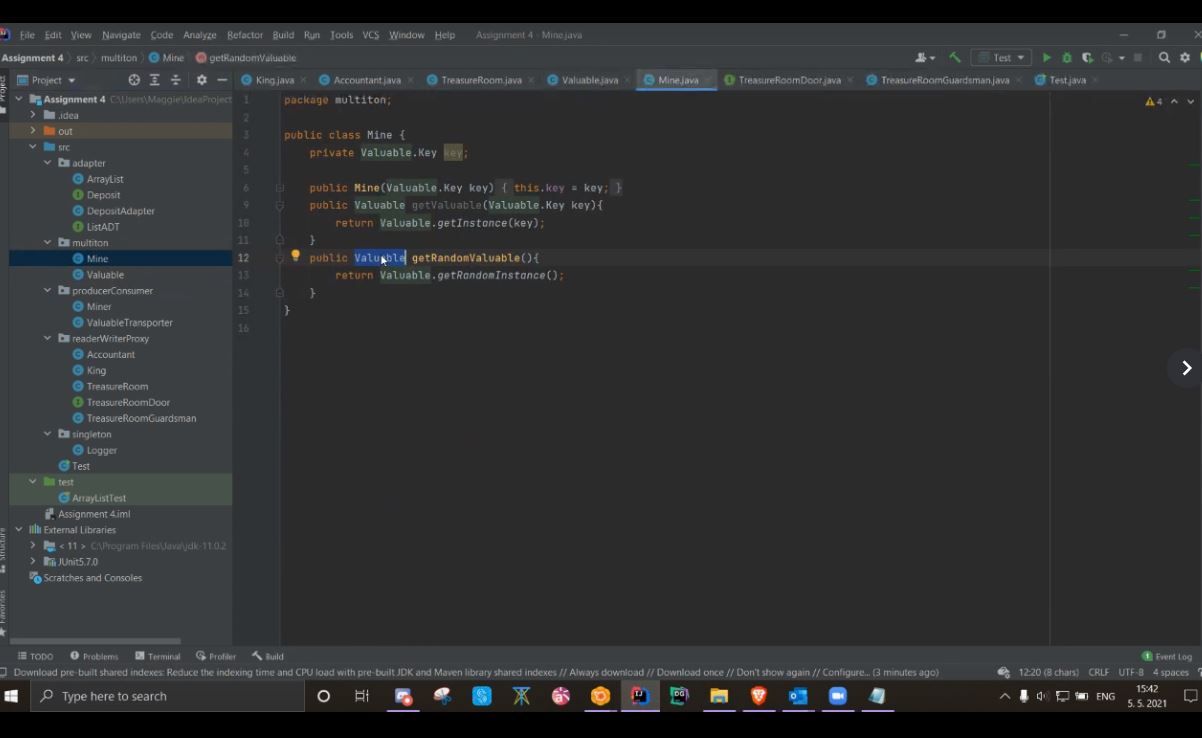 File Edit View Navigate Code Analyze Refactor Build Run Tools VCS Window Help Assignment 4 - Mine.java
Assignment 4 src multiton Mine getRandomValuable Test
Project King.java Accountant.java TreasureRoom.java Valuable.java Mine.java TreasureRoomDoor.java TreasureRoomGuardsman.java Test.java
Assignment 4 C:\Users\Maggie\IdeaProject
.idea
out
src
adapter
ArrayList
Deposit
DepositAdapter
ListADT
multiton
Mine
Valuable
producerConsumer
Miner
ValuableTransporter
readerWriterProxy
Accountant
King
TreasureRoom
TreasureRoomDoor
TreasureRoomGuardsman
singleton
Logger
Test
test
ArrayListTest
Assignment 4.iml
External Libraries
< 11 > C:\Program Files\Java\jdk-11.0.2
JUnit5.7.0
Scratches and Consoles
Project
Structure
Favorites
1 package multiton;
2
3 public class Mine {
4 private Valuable.Key key;
5
6 public Mine(Valuable.Key key) { this.key = key; }
9 public Valuable getValuable(Valuable.Key key){
10 return Valuable.getInstance(key);
11 }
12 public Valuable getRandomValuable(){
13 return Valuable.getRandomInstance();
14 }
15 }
16
4
TODO Problems Terminal Profiler Build Event Log
Download pre-built shared indexes: Reduce the indexing time and CPU load with pre-built JDK and Maven library shared indexes // Always download // Download once // Don't show again // Configure... (3 minutes ago) 12:20 (8 chars) CRLF UTF-8 4 spaces
Type here to search ENG 15:42
5. 5. 2021